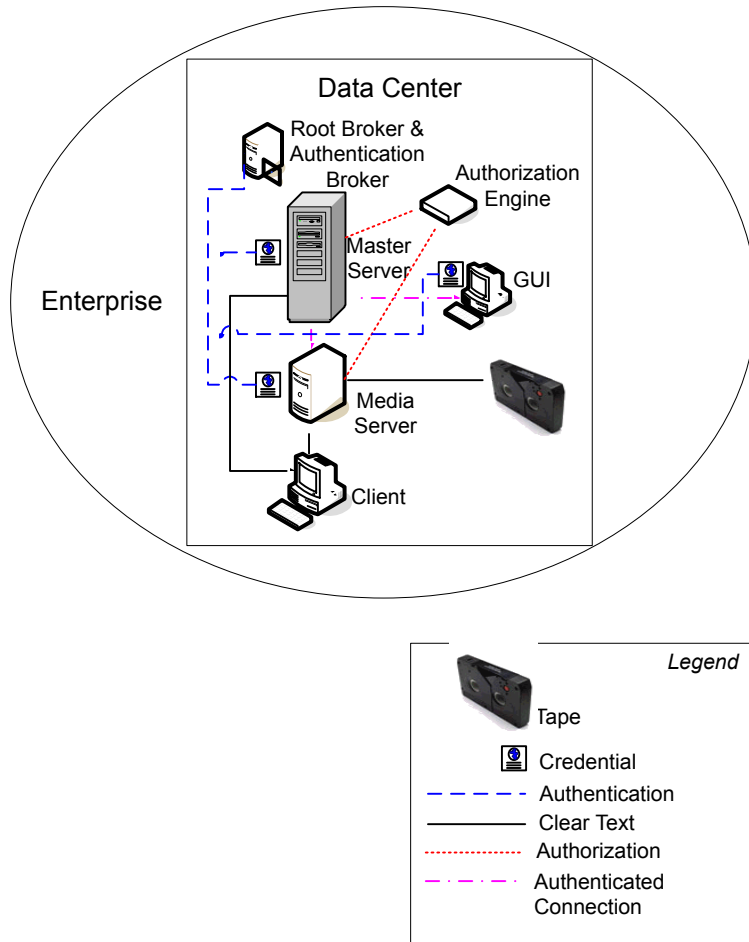 Data Center
Root Broker &
Authentication
Broker
Authorization
Engine
Master
Server
GUI
Enterprise
Media
Server
Client
Legend
Tape
Credential
Authentication
Clear Text
Authorization
Authenticated
Connection